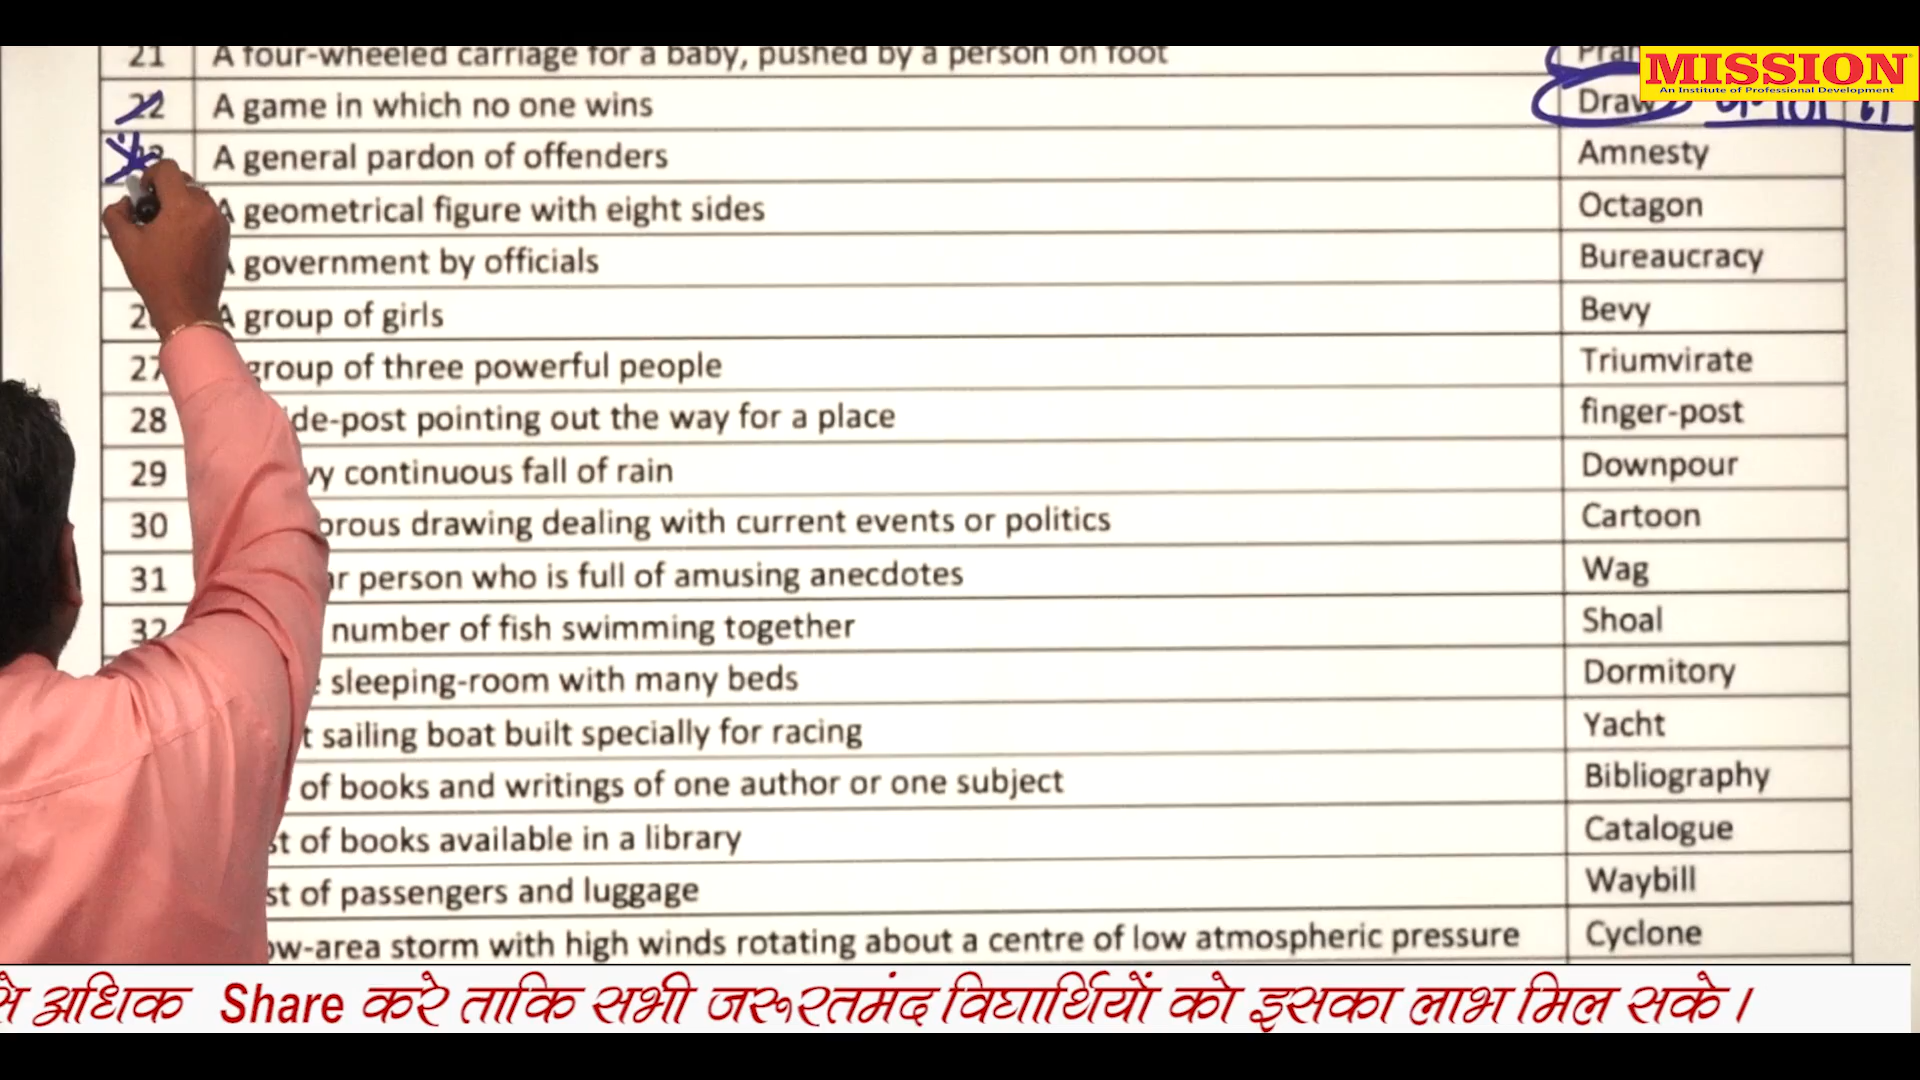 21 A four-wheeled carriage for a baby, pushed by a person on foot
MISSION
An Institute of Professional Development
22 A game in which no one wins Draw
A general pardon of offenders Amnesty
A geometrical figure with eight sides Octagon
A government by officials Bureaucracy
A group of girls Bevy
27 group of three powerful people Triumvirate
28 de-post pointing out the way for a place finger-post
29 vy continuous fall of rain Downpour
30 orous drawing dealing with current events or politics Cartoon
31 ar person who is full of amusing anecdotes Wag
32 number of fish swimming together Shoal
sleeping-room with many beds Dormitory
t sailing boat built specially for racing Yacht
of books and writings of one author or one subject Bibliography
st of books available in a library Catalogue
st of passengers and luggage Waybill
ow-area storm with high winds rotating about a centre of low atmospheric pressure Cyclone
से अधिक Share करे ताकि सभी जरूरतमंद विद्यार्थियों को इसका लाभ मिल सके ।